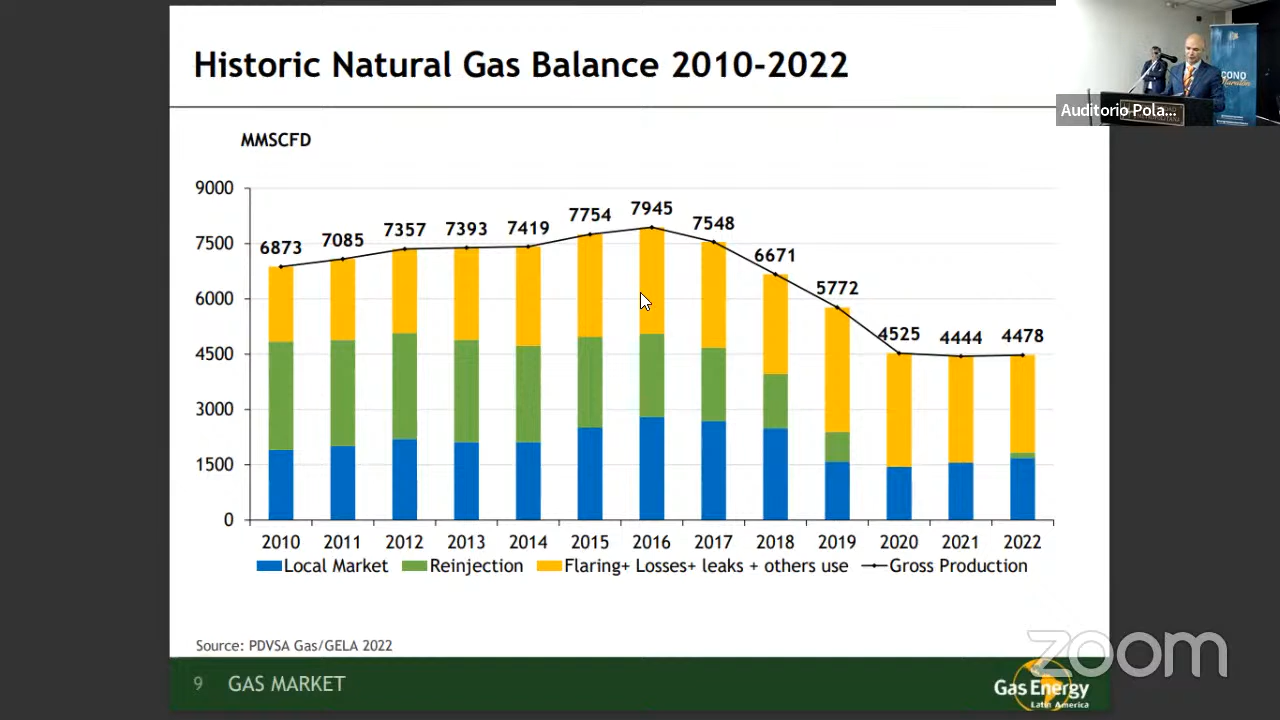 Historic Natural Gas Balance 2010-2022
CONO
Auditorio Pola...
MMSCFD
9000
7500
6000
4500
3000
1500
0
6873 7085 7357 7393 7419 7754 7945 7548 6671 5772 4525 4444 4478
2010 2011 2012 2013 2014 2015 2016 2017 2018 2019 2020 2021 2022
Local Market Reinjection Flaring+ Losses+ leaks + others use Gross Production
Source: PDVSA Gas/GELA 2022
zoom
9 GAS MARKET
Gas Energy
Latin America